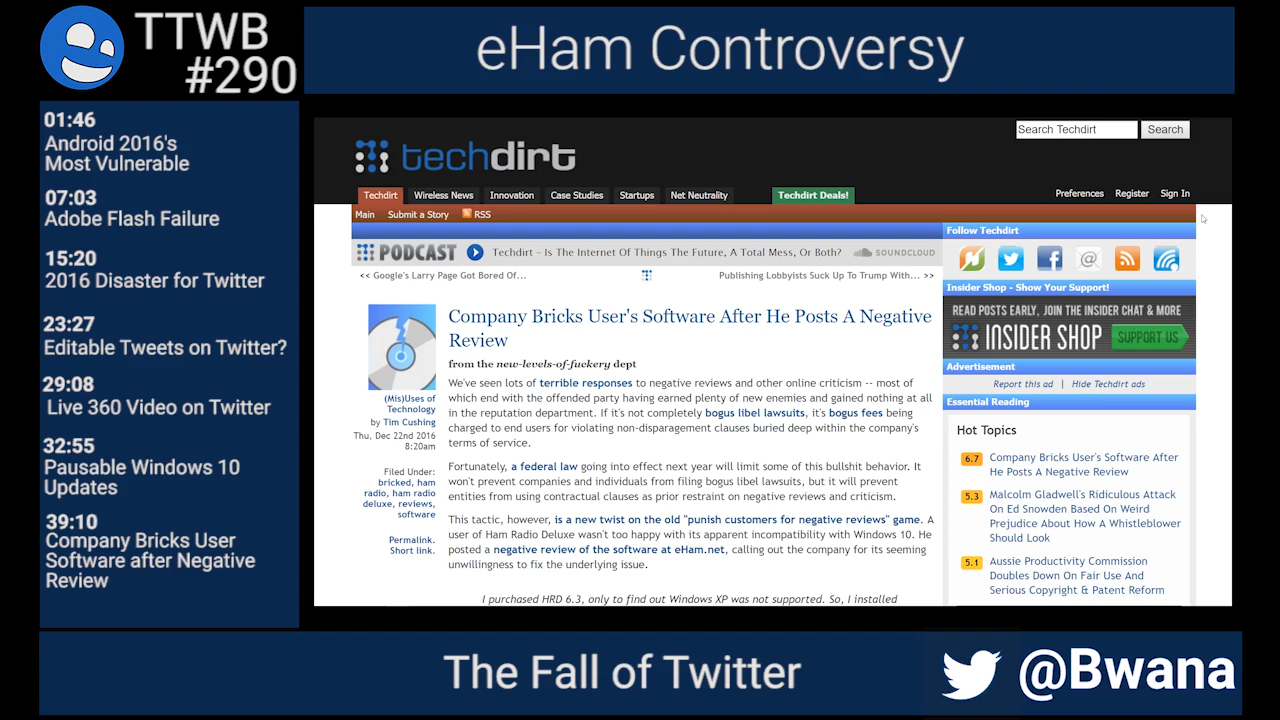 TTWB
#290
eHam Controversy
01:46
Android 2016's
Most Vulnerable
07:03
Adobe Flash Failure
15:20
2016 Disaster for Twitter
23:27
Editable Tweets on Twitter?
29:08
Live 360 Video on Twitter
32:55
Pausable Windows 10
Updates
39:10
Company Bricks User
Software after Negative
Review
Search Techdirt Search
techdirt
Techdirt Wireless News Innovation Case Studies Startups Net Neutrality Techdirt Deals! Preferences Register Sign In
Main Submit a Story RSS
PODCAST Techdirt - Is The Internet Of Things The Future, A Total Mess, Or Both? SOUNDCLOUD
<< Google's Larry Page Got Bored Of... Publishing Lobbyists Suck Up To Trump With... >>
Company Bricks User's Software After He Posts A Negative
Review
from the new-levels-of-fuckery dept
(Mis)Uses of
Technology
by Tim Cushing
Thu, Dec 22nd 2016
8:20am
Filed Under:
bricked, ham
radio, ham radio
deluxe, reviews,
software
Permalink.
Short link.
We've seen lots of terrible responses to negative reviews and other online criticism -- most of
which end with the offended party having earned plenty of new enemies and gained nothing at all
in the reputation department. If it's not completely bogus libel lawsuits, it's bogus fees being
charged to end users for violating non-disparagement clauses buried deep within the company's
terms of service.
Fortunately, a federal law going into effect next year will limit some of this bullshit behavior. It
won't prevent companies and individuals from filing bogus libel lawsuits, but it will prevent
entities from using contractual clauses as prior restraint on negative reviews and criticism.
This tactic, however, is a new twist on the old "punish customers for negative reviews" game. A
user of Ham Radio Deluxe wasn't too happy with its apparent incompatibility with Windows 10. He
posted a negative review of the software at eHam.net, calling out the company for its seeming
unwillingness to fix the underlying issue.
I purchased HRD 6.3, only to find out Windows XP was not supported. So, I installed
Follow Techdirt
Insider Shop - Show Your Support!
READ POSTS EARLY, JOIN THE INSIDER CHAT & MORE
INSIDER SHOP SUPPORT US
Advertisement
Report this ad | Hide Techdirt ads
Essential Reading
Hot Topics
6.7 Company Bricks User's Software After
He Posts A Negative Review
5.3 Malcolm Gladwell's Ridiculous Attack
On Ed Snowden Based On Weird
Prejudice About How A Whistleblower
Should Look
5.1 Aussie Productivity Commission
Doubles Down On Fair Use And
Serious Copyright & Patent Reform
The Fall of Twitter
@Bwana